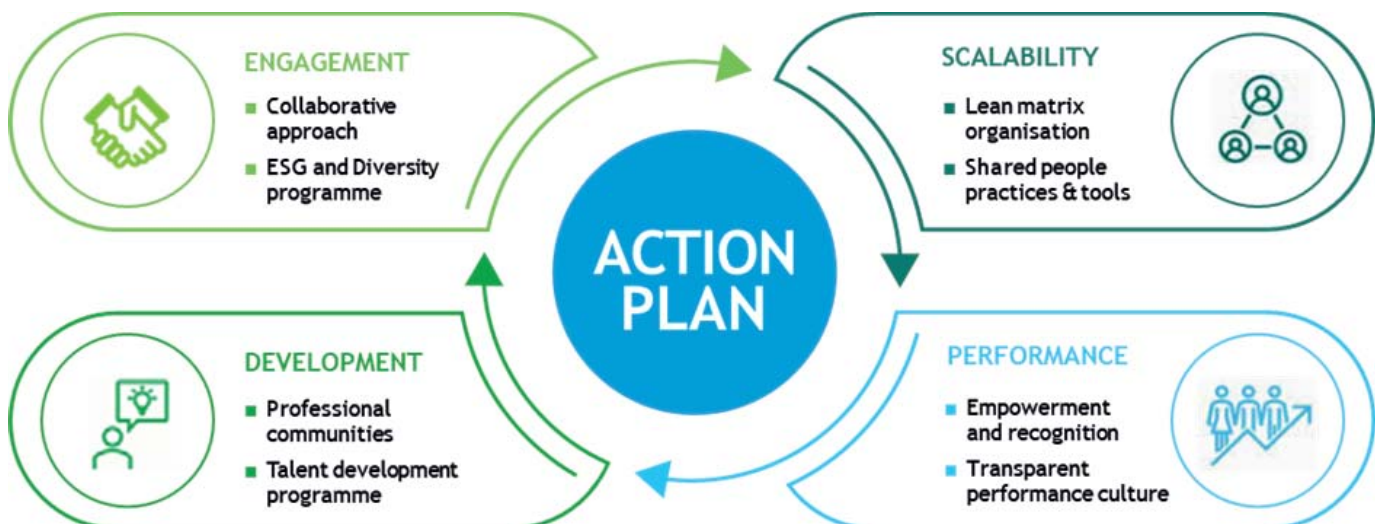 ENGAGEMENT
Collaborative
approach
ESG and Diversity
programme
SCALABILITY
Lean matrix
organisation
Shared people
practices & tools
ACTION
PLAN
DEVELOPMENT
Professional
communities
Talent development
programme
PERFORMANCE
Empowerment
and recognition
Transparent
performance culture